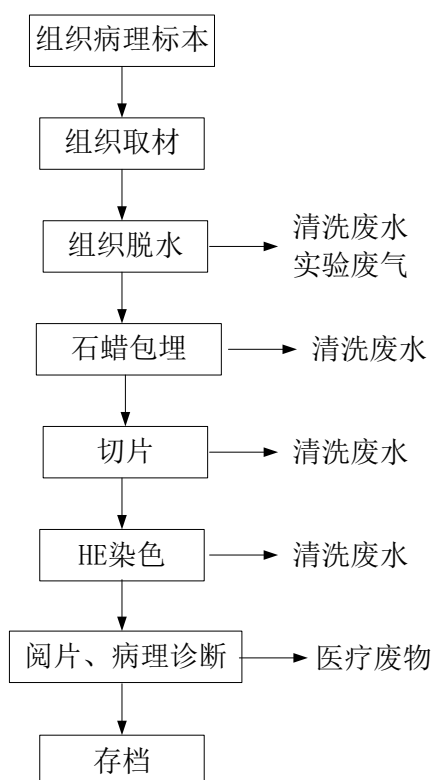 组织病理标本
组织取材
组织脱水
清洗废水
实验废气
石蜡包埋
清洗废水
切片
清洗废水
HE染色
清洗废水
阅片、病理诊断
医疗废物
存档